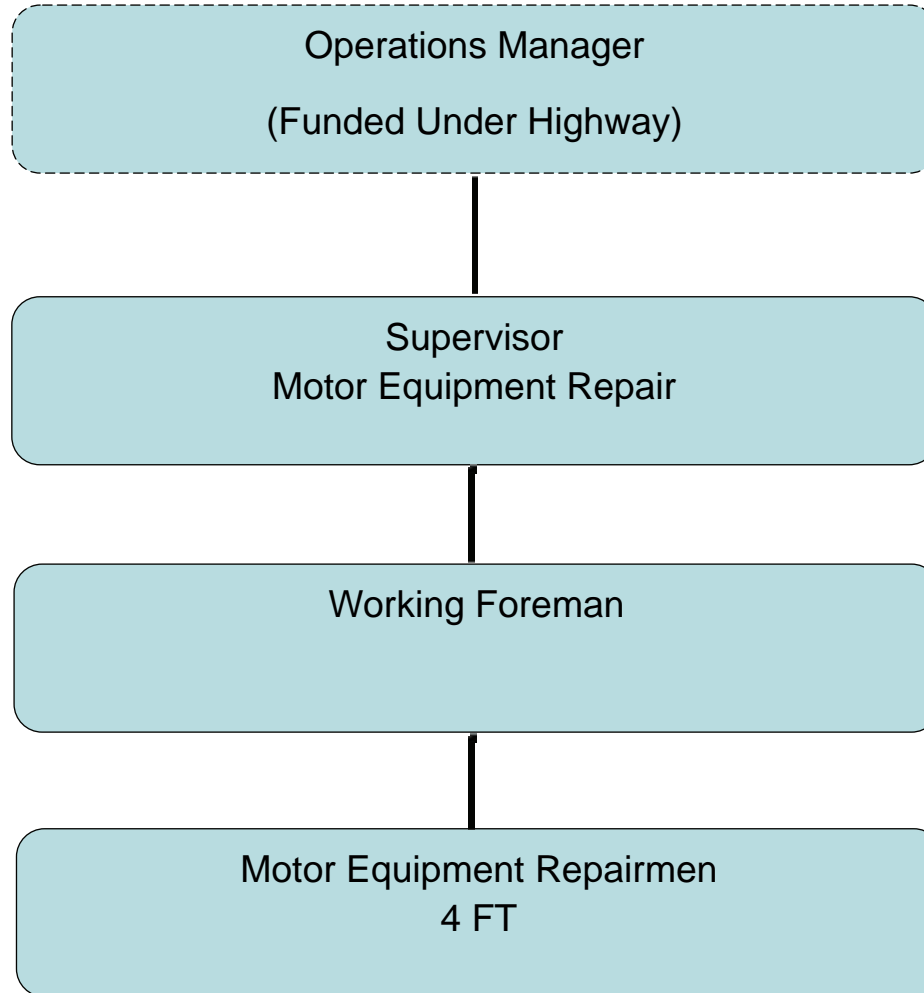 Operations Manager
(Funded Under Highway)
Supervisor
Motor Equipment Repair
Working Foreman
Motor Equipment Repairmen
4 FT